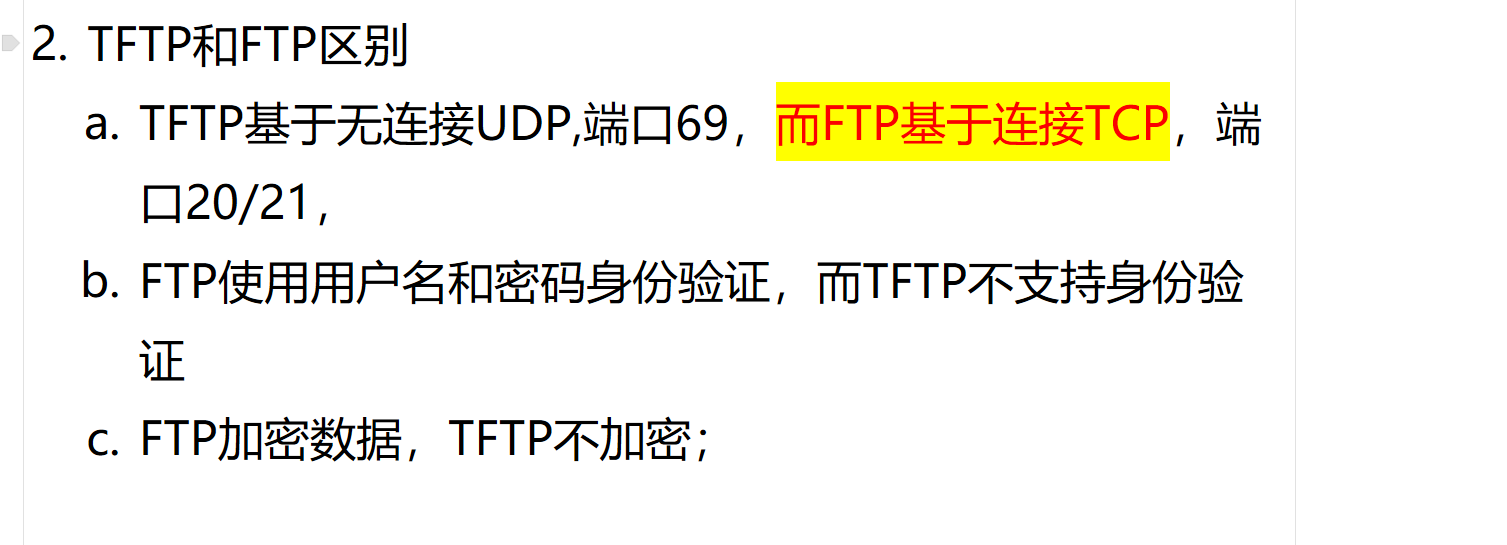 2. TFTP和FTP区别
a. TFTP基于无连接UDP,端口69，而FTP基于连接TCP，端
口20/21，
b. FTP使用用户名和密码身份验证，而TFTP不支持身份验
证
c. FTP加密数据，TFTP不加密；